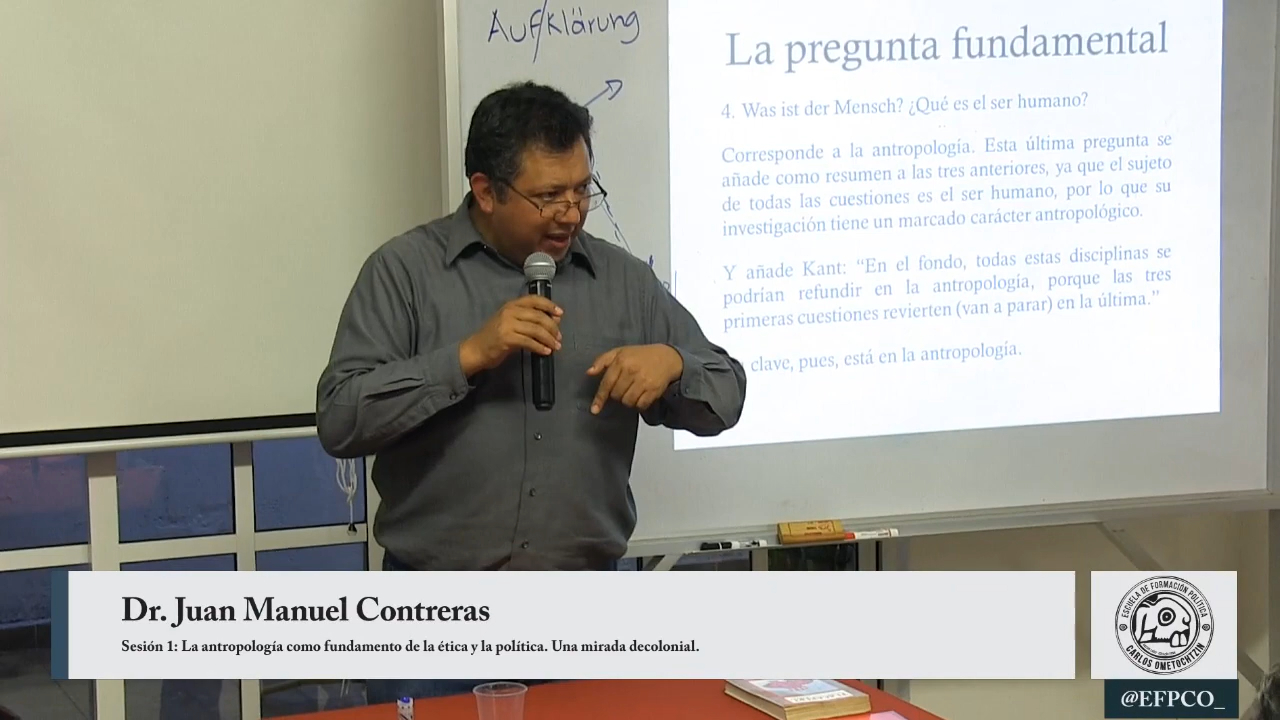 Aufklärung
La pregunta fundamental
4. Was ist der Mensch? ¿Qué es el ser humano?
Corresponde a la antropología. Esta última pregunta se
añade como resumen a las tres anteriores, ya que el sujeto
de todas las cuestiones es el ser humano, por lo que su
investigación tiene un marcado carácter antropológico.
Y añade Kant: “En el fondo, todas estas disciplinas se
podrían refundir en la antropología, porque las tres
primeras cuestiones revierten (van a parar) en la última.”
clave, pues, está en la antropología.
Dr. Juan Manuel Contreras
Sesión 1: La antropología como fundamento de la ética y la política. Una mirada decolonial.
ESCUELA DE FORMACIÓN POLÍTICA
CARLOS OMETOCHTZIN
@EFPCO_